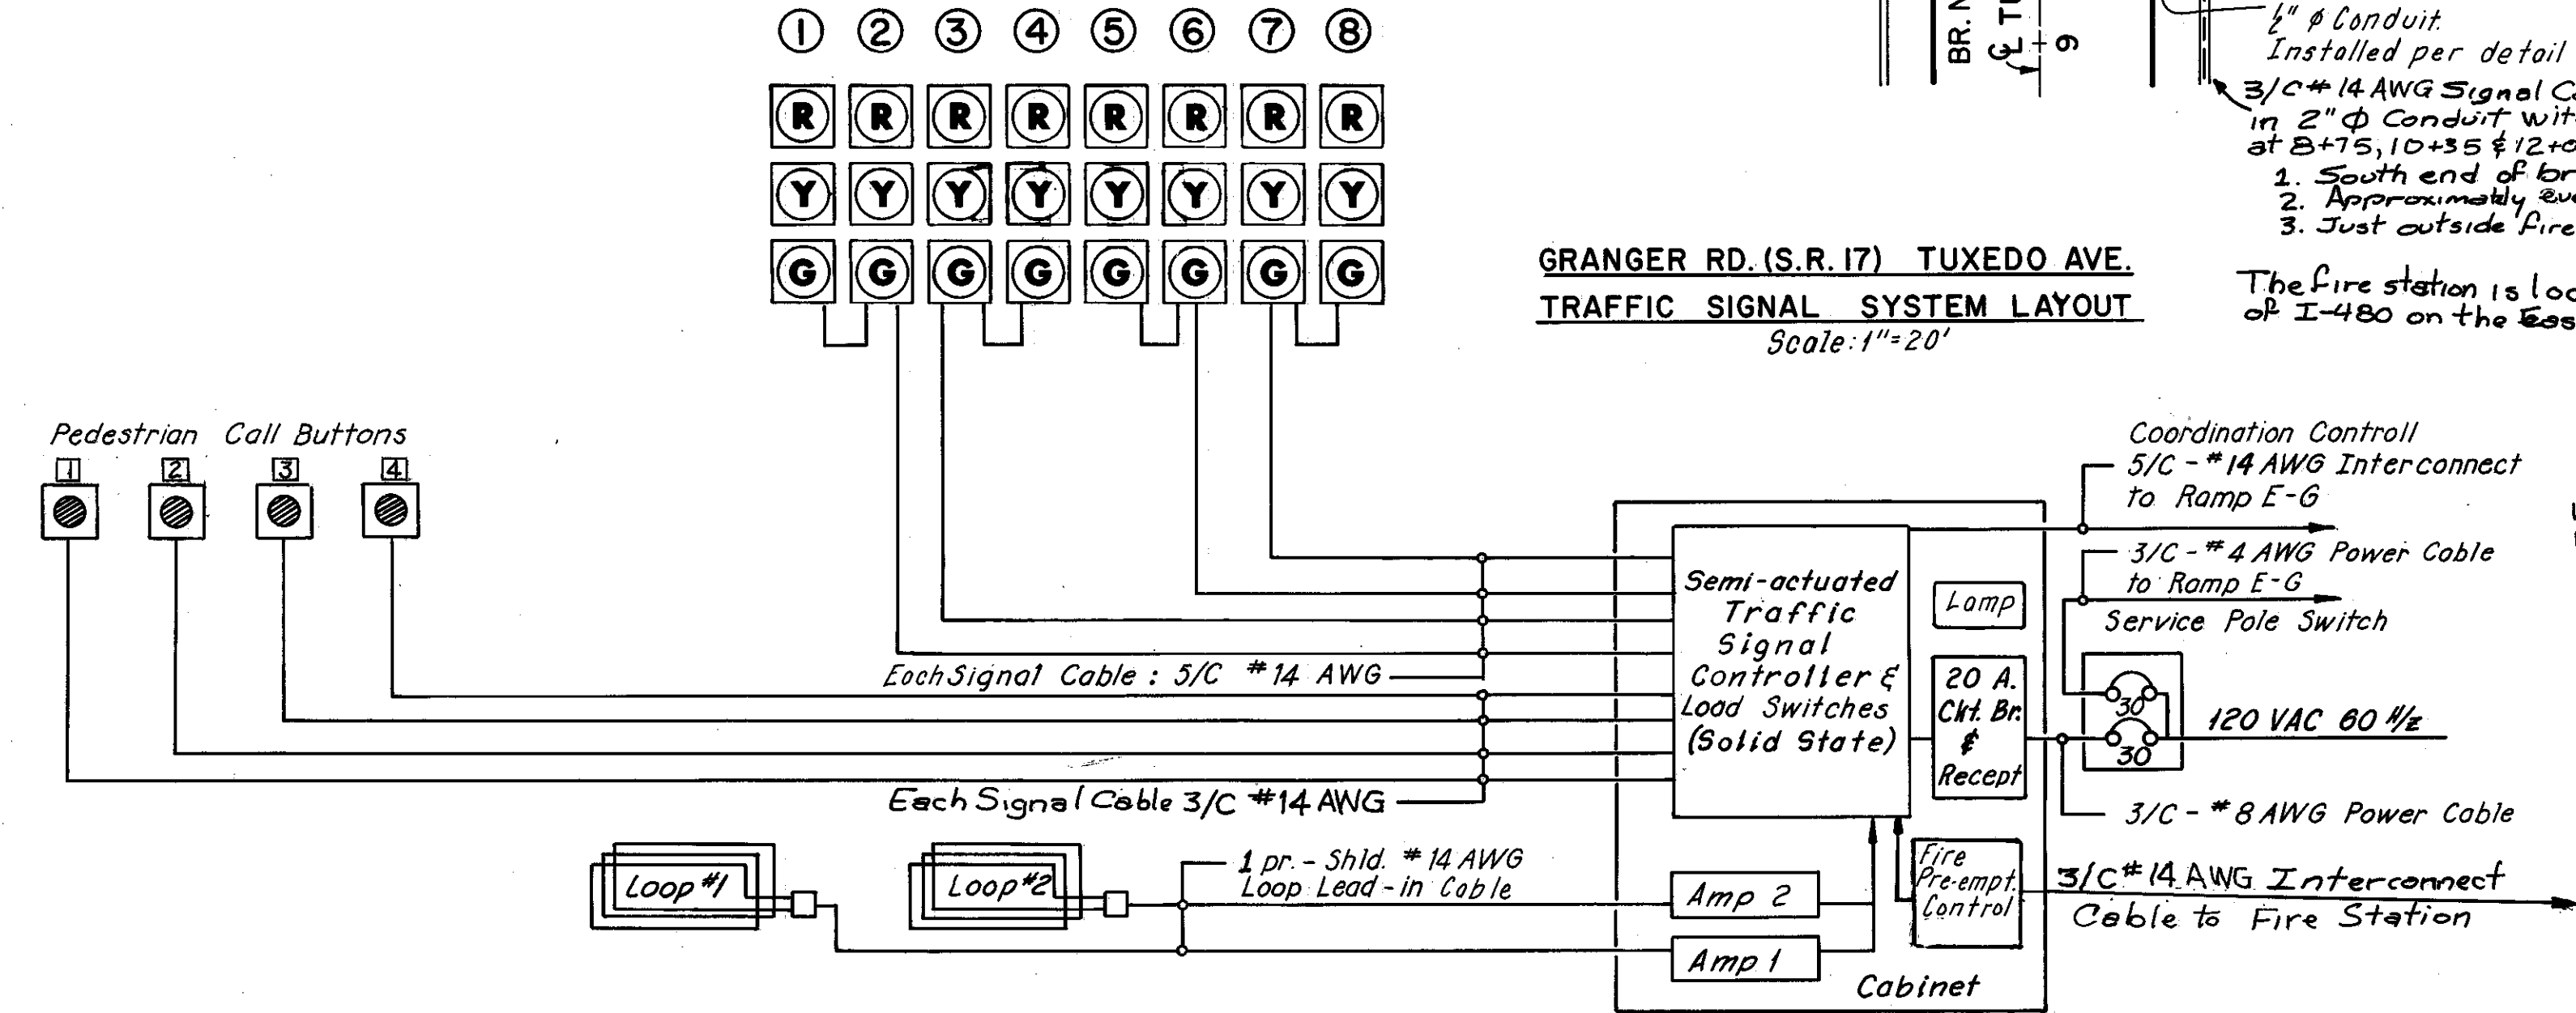 1 2 3 4 5 6 7 8
R R R R R R R R
Y Y Y Y Y Y Y Y
G G G G G G G G
BR. N
℄ TU
9
½" φ Conduit.
Installed per detail
3/C # 14 AWG Signal C
in 2" φ Conduit wit
at 8+75, 10+35 & 12+0
1. South end of br
2. Approximatly eve
3. Just outside fire
The fire station is loc
of I-480 on the Eas
GRANGER RD. (S.R. 17) TUXEDO AVE.
TRAFFIC SIGNAL SYSTEM LAYOUT
Scale: 1"=20'
Pedestrian Call Buttons
1 2 3 4
Each Signal Cable : 5/C #14 AWG
Each Signal Cable 3/C #14 AWG
Loop #1
Loop #2
1 pr. - Shld. #14 AWG
Loop Lead-in Cable
Semi-actuated
Traffic
Signal
Controller &
Load Switches
(Solid State)
Lamp
20 A.
Ckt. Br.
&
Recept
Amp 2
Amp 1
Fire
Pre-empt.
Control
Cabinet
Coordination Controll
5/C - #14 AWG Interconnect
to Ramp E-G
3/C - #4 AWG Power Cable
to Ramp E-G
Service Pole Switch
30
30
120 VAC 60 H/z
3/C - #8 AWG Power Cable
3/C #14 AWG Interconnect
Cable to Fire Station